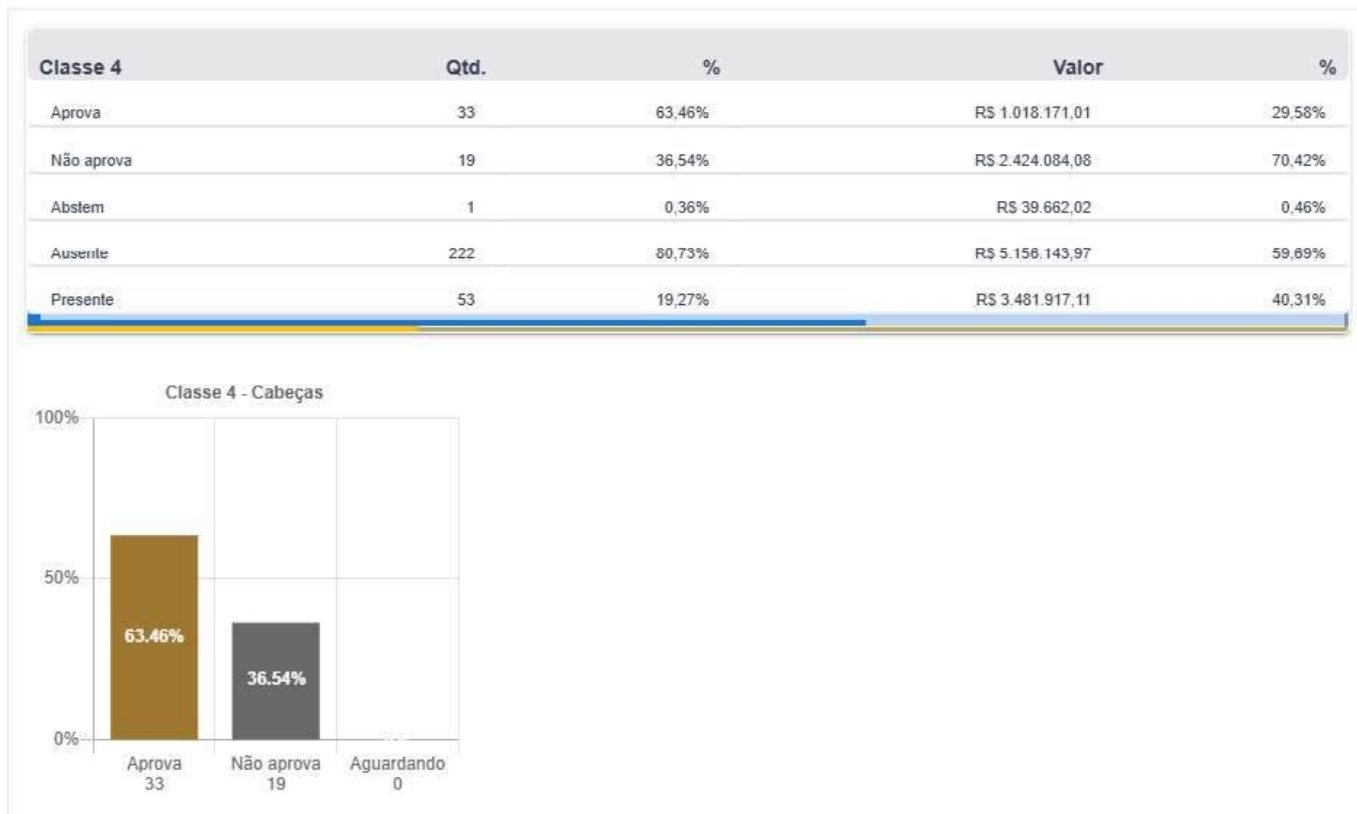 Classe 4 Qtd. % Valor %
Aprova 33 63,46% R$ 1.018.171,01 29,58%
Não aprova 19 36,54% R$ 2.424.084,08 70,42%
Abstem 1 0,36% R$ 39.662,02 0,46%
Ausente 222 80,73% R$ 5.156.143,97 59,69%
Presente 53 19,27% R$ 3.481.917,11 40,31%
Classe 4 - Cabeças
100%
50%
63.46%
36.54%
0%
Aprova Não aprova Aguardando
33 19 0